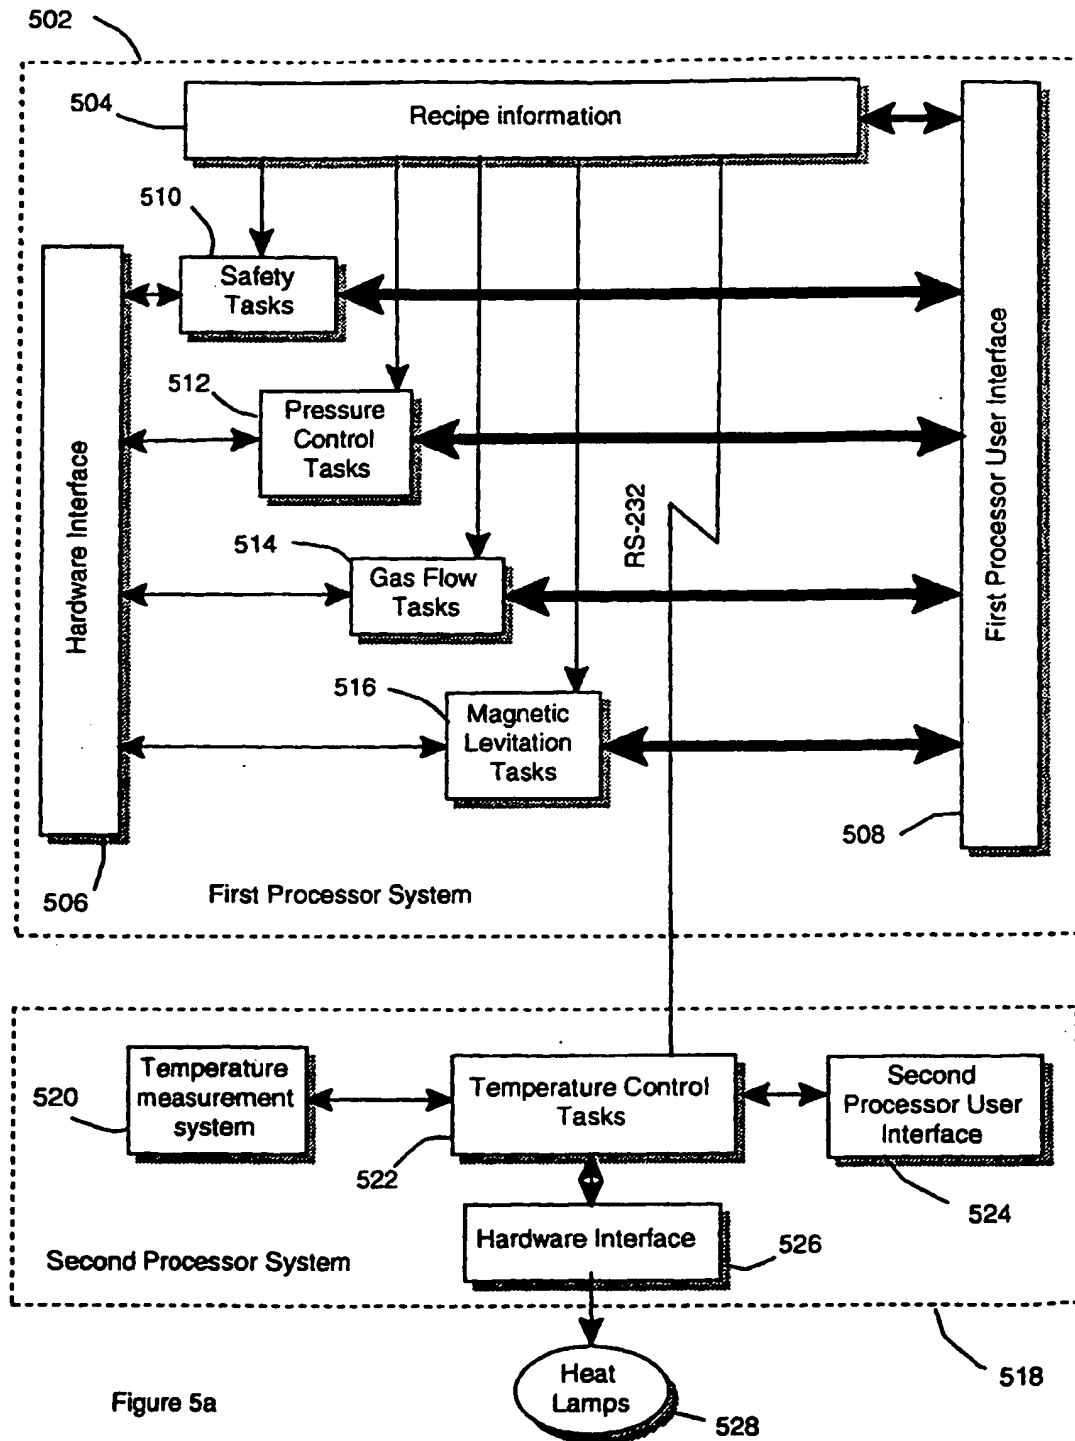 502
504
Recipe information
510
Safety
Tasks
512
Pressure
Control
Tasks
RS-232
Hardware Interface
First Processor User Interface
514
Gas Flow
Tasks
516
Magnetic
Levitation
Tasks
508
506
First Processor System
Temperature
measurement
system
520
Temperature Control
Tasks
522
Second
Processor User
Interface
524
Hardware Interface
526
Second Processor System
518
Heat
Lamps
528
Figure 5a